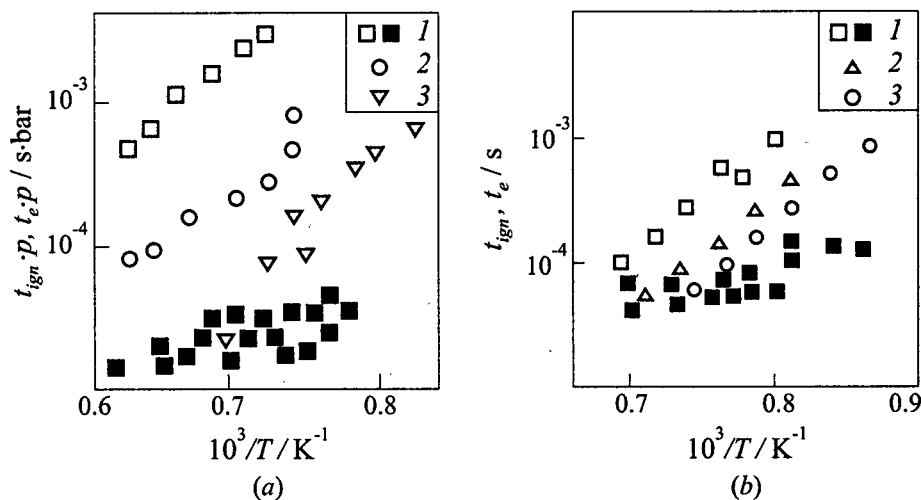 t_ign·p, t_e·p / s·bar
10^-3
10^-4
1
2
3
0.6 0.7 0.8
10^3/T / K^-1
(a)
t_ign, t_e / s
10^-3
10^-4
1
2
3
0.7 0.8 0.9
10^3/T / K^-1
(b)